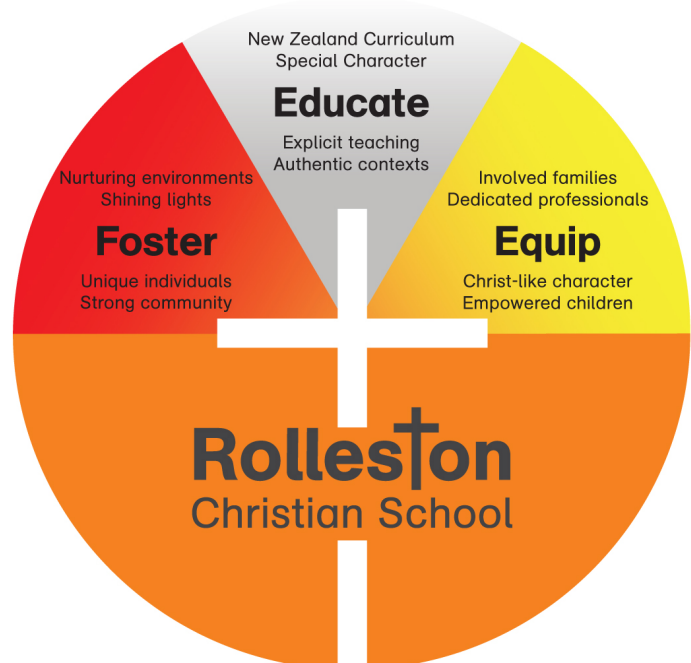 Nurturing environments
Shining lights
Foster
Unique individuals
Strong community
New Zealand Curriculum
Special Character
Educate
Explicit teaching
Authentic contexts
Involved families
Dedicated professionals
Equip
Christ-like character
Empowered children
Rolleston
Christian School